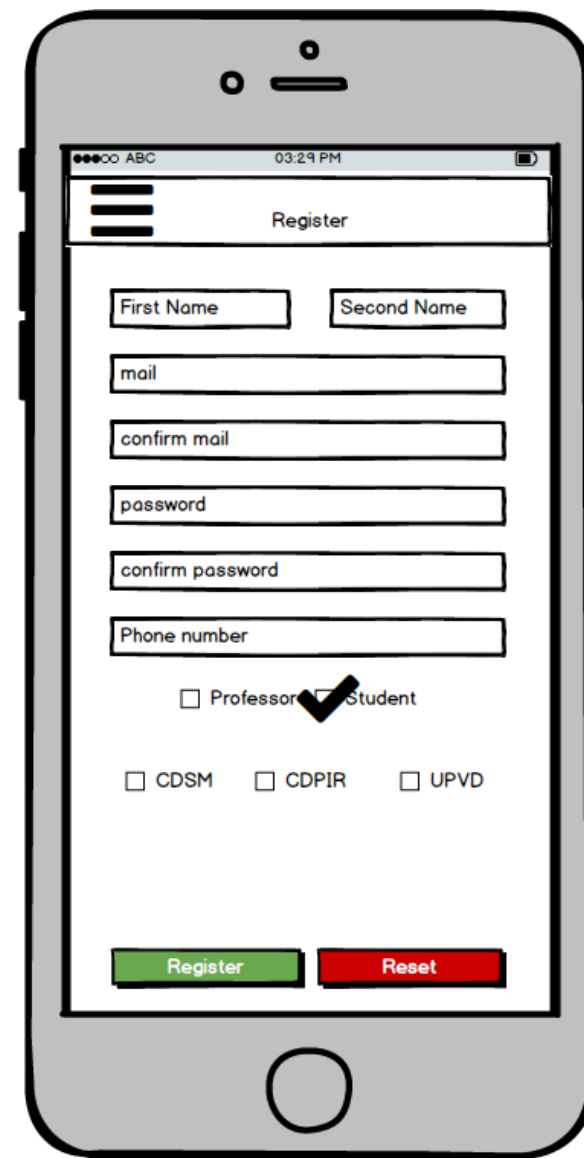 ABC 03:29 PM
Register
First Name Second Name
mail
confirm mail
password
confirm password
Phone number
Professor Student
CDSM CDPIR UPVD
Register Reset